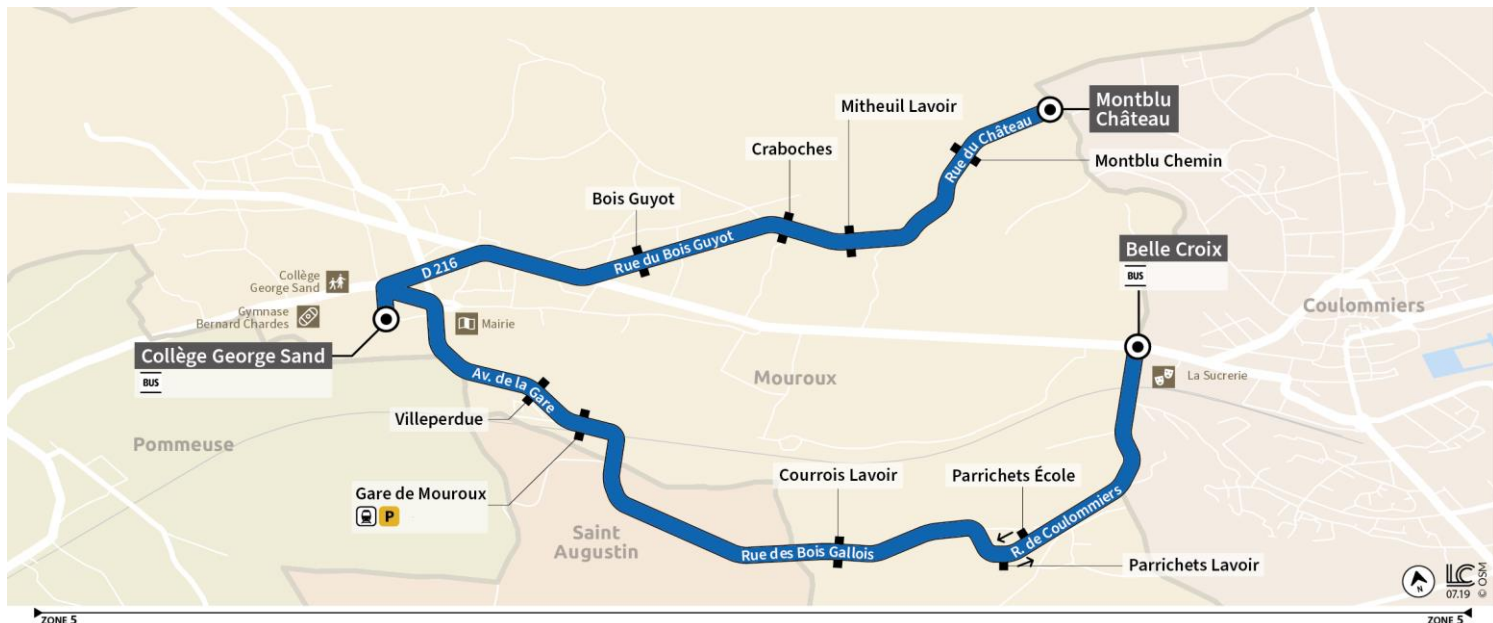 Montblu
Château
Mitheuil Lavoir
Craboches
Rue du Château
Montblu Chemin
Bois Guyot
Rue du Bois Guyot
D 216
Belle Croix
BUS
Collège
George Sand
Gymnase
Bernard Chardes
Mairie
Coulommiers
Collège George Sand
BUS
Av. de la Gare
Mouroux
La Sucrerie
Villeperdue
Pommeuse
Gare de Mouroux
P
Courrois Lavoir
Parrichets École
R. de Coulommiers
Saint
Augustin
Rue des Bois Gallois
Parrichets Lavoir
N
LC
07.19
© OSM
ZONE 5
ZONE 5